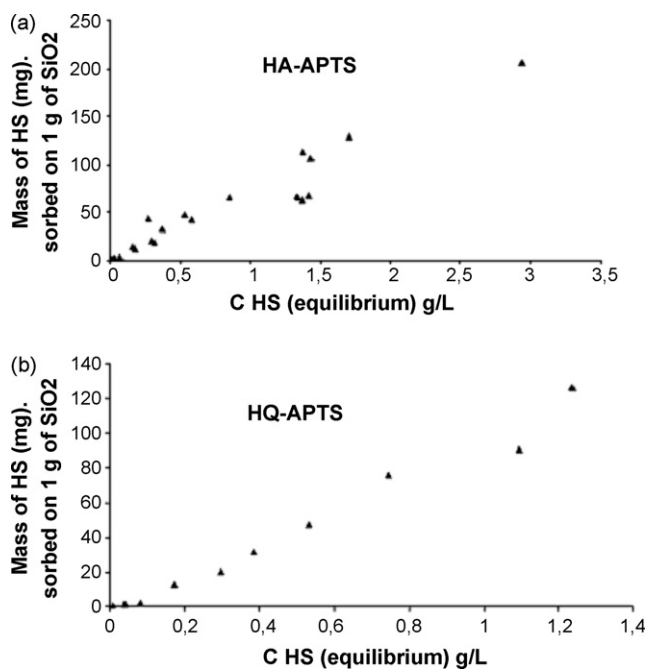 (a)
HA-APTS
Mass of HS (mg).
sorbed on 1 g of SiO2
250
200
150
100
50
0
0 0,5 1 1,5 2 2,5 3 3,5
C HS (equilibrium) g/L
(b)
HQ-APTS
Mass of HS (mg).
sorbed on 1 g of SiO2
140
120
100
80
60
40
20
0
0 0,2 0,4 0,6 0,8 1 1,2 1,4
C HS (equilibrium) g/L